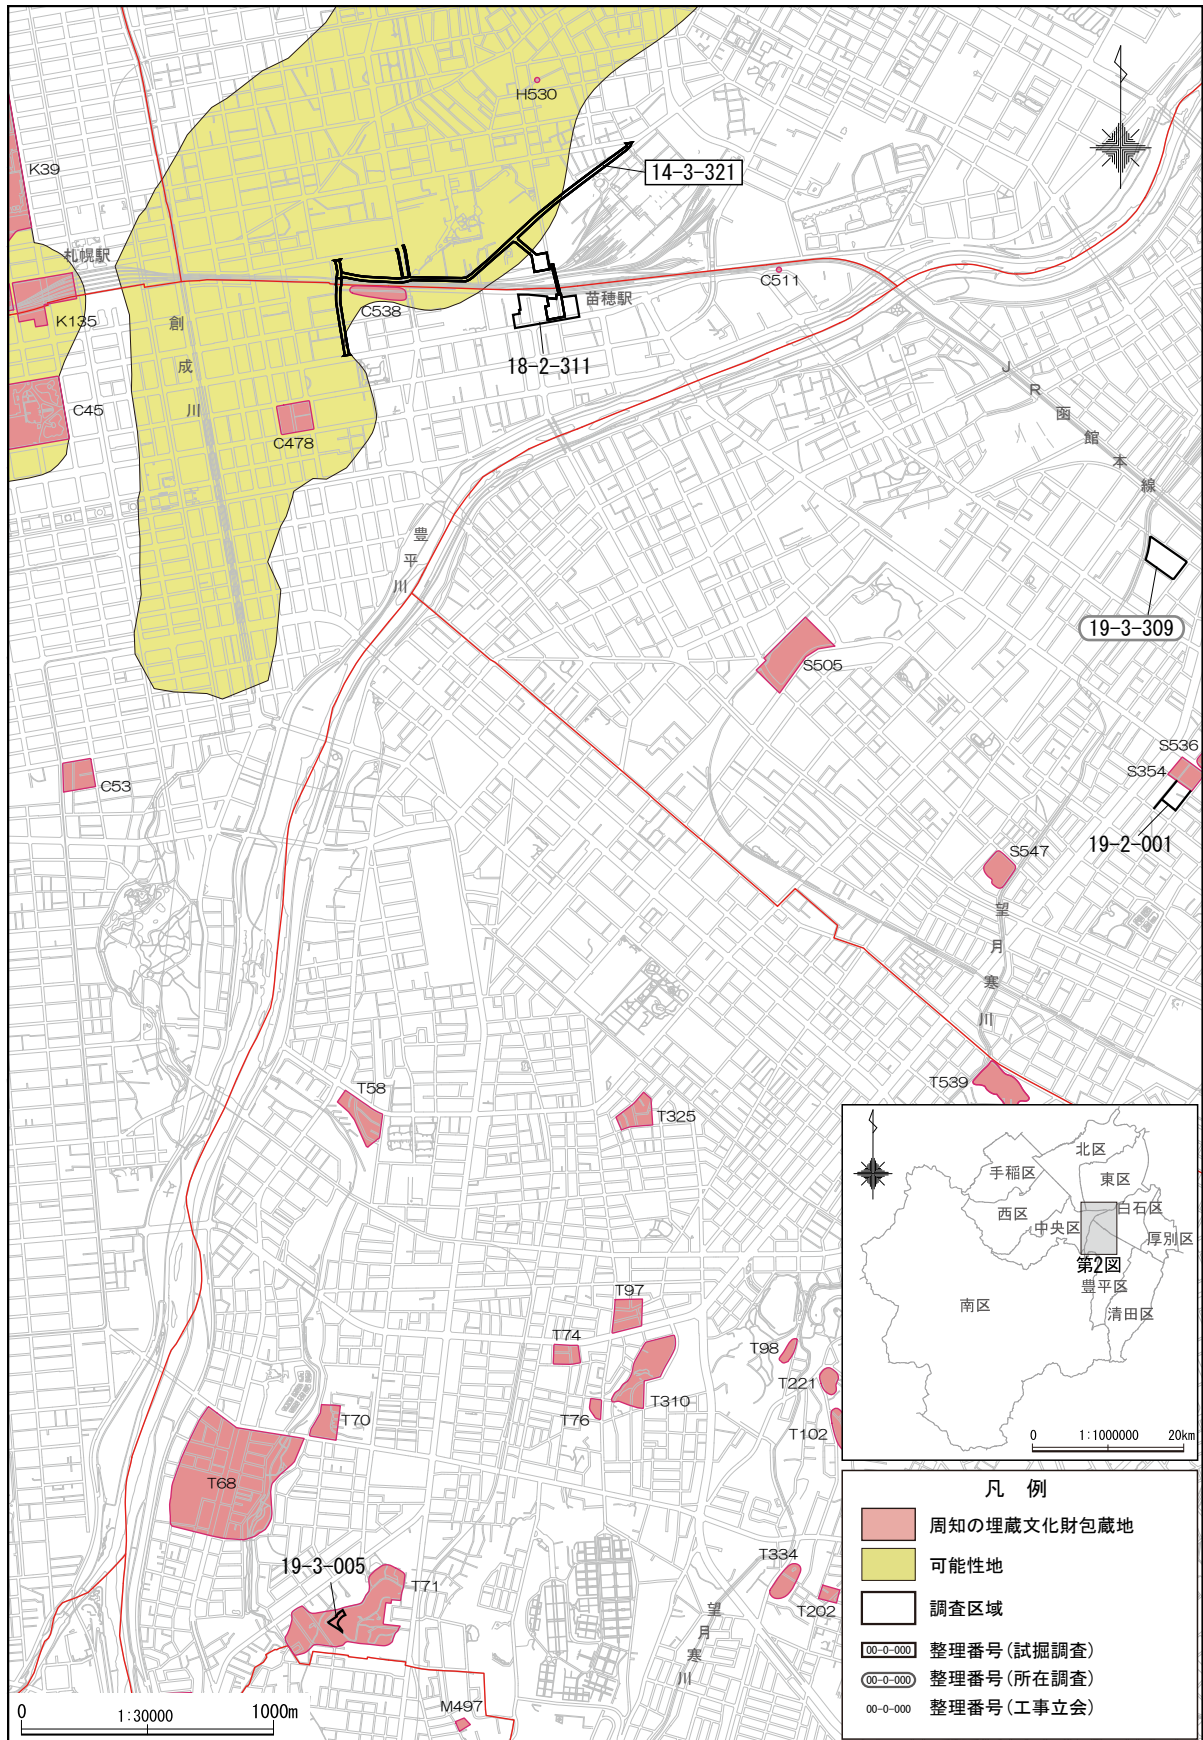 H530
K39
14-3-321
札幌駅
C511
C538
苗穂駅
K135
創成川
18-2-311
JR函館本線
C45
C478
豊平川
19-3-309
S505
S536
S354
C53
19-2-001
S547
望月寒川
T539
T58
T325
北区
手稲区
東区
西区
白石区
中央区
厚別区
第2図
豊平区
南区
清田区
0 1:1000000 20km
T97
T74
T98
T221
T310
T76
T70
T102
T68
凡 例
周知の埋蔵文化財包蔵地
可能性地
調査区域
00-0-000 整理番号(試掘調査)
00-0-000 整理番号(所在調査)
00-0-000 整理番号(工事立会)
19-3-005
T71
T334
T202
望月寒川
M497
0 1:30000 1000m